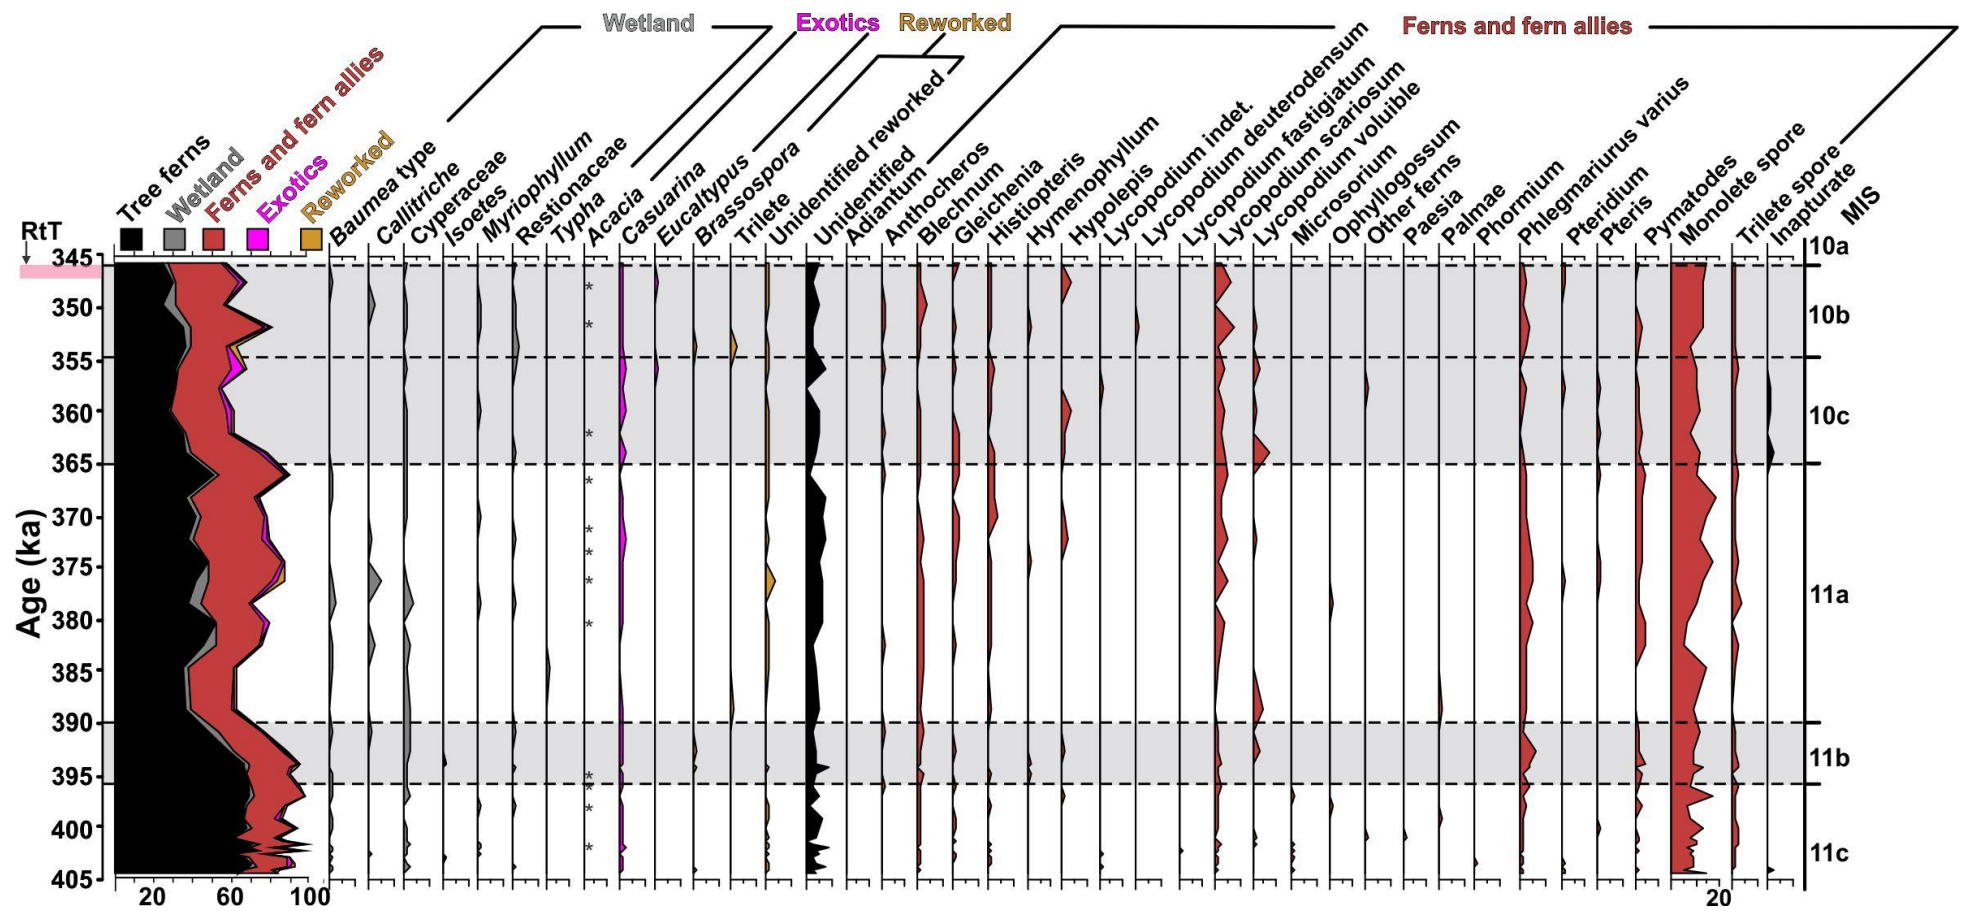 Wetland
Exotics
Reworked
Ferns and fern allies
Tree ferns
Wetland
Ferns and fern allies
Exotics
Reworked
Baumea type
Callitriche
Cyperaceae
Isoetes
Myriophyllum
Restionaceae
Typha
Acacia
Casuarina
Eucaltypus
Brassospora
Trilete
Unidentified reworked
Unidentified
Adiantum
Anthocheros
Blechnum
Gleichenia
Histiopteris
Hymenophyllum
Hypolepis
Lycopodium indet.
Lycopodium deuterodensum
Lycopodium fastigiatum
Lycopodium scariosum
Lycopodium voluible
Microsorium
Ophyllogossum
Other ferns
Paesia
Palmae
Phormium
Phlegmariurus varius
Pteridium
Pteris
Pymatodes
Monolete spore
Trilete spore
Inapturate
MIS
RtT
Age (ka)
345
350
355
360
365
370
375
380
385
390
395
400
405
10a
10b
10c
11a
11b
11c
* * * * * * * * * * * *
20 60 100 20